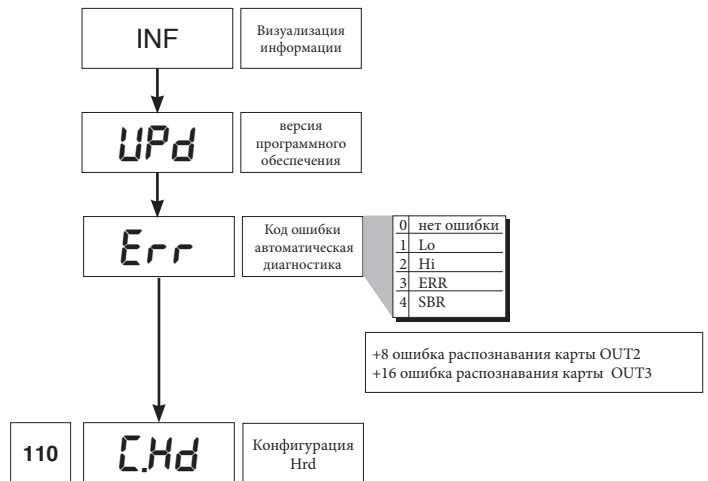 INF
Визуализация
информации
UPd
версия
программного
обеспечения
Err
Код ошибки
автоматическая
диагностика
0 нет ошибки
1 Lo
2 Hi
3 ERR
4 SBR
+8 ошибка распознавания карты OUT2
+16 ошибка распознавания карты OUT3
110
C.Hd
Конфигурация
Hrd